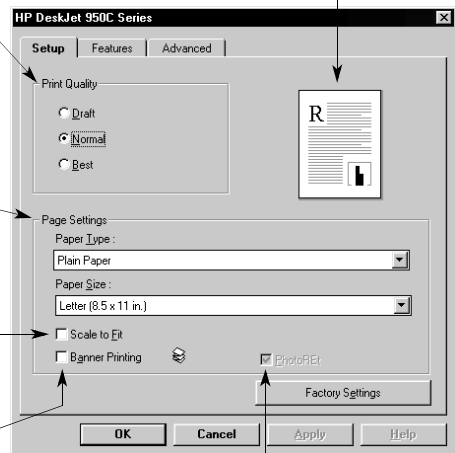 HP DeskJet 950C Series
Setup Features Advanced
Print Quality
Draft
Normal
Best
R
Page Settings
Paper Type :
Plain Paper
Paper Size :
Letter (8.5 x 11 in.)
Scale to Fit
Banner Printing PhotoREt
Factory Settings
OK Cancel Apply Help